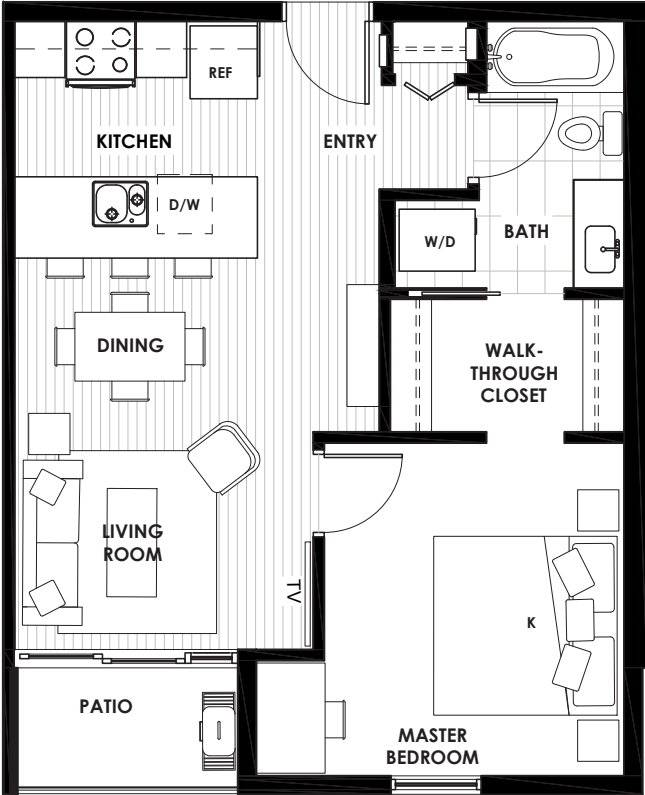 REF
KITCHEN
ENTRY
D/W
W/D
BATH
DINING
WALK-
THROUGH
CLOSET
LIVING
ROOM
TV
K
PATIO
MASTER
BEDROOM